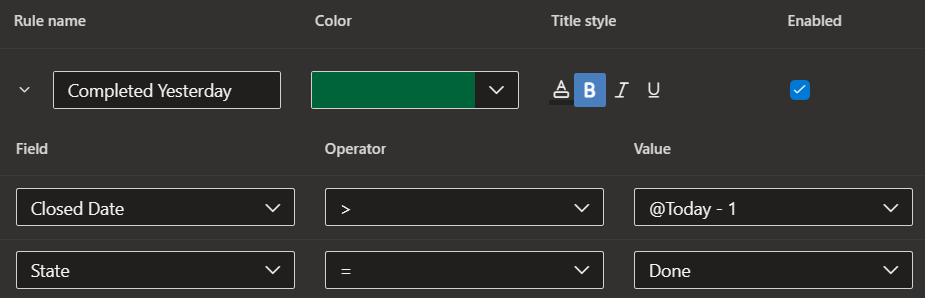 Rule name Color Title style Enabled
Completed Yesterday A B I U
Field Operator Value
Closed Date > @Today - 1
State = Done